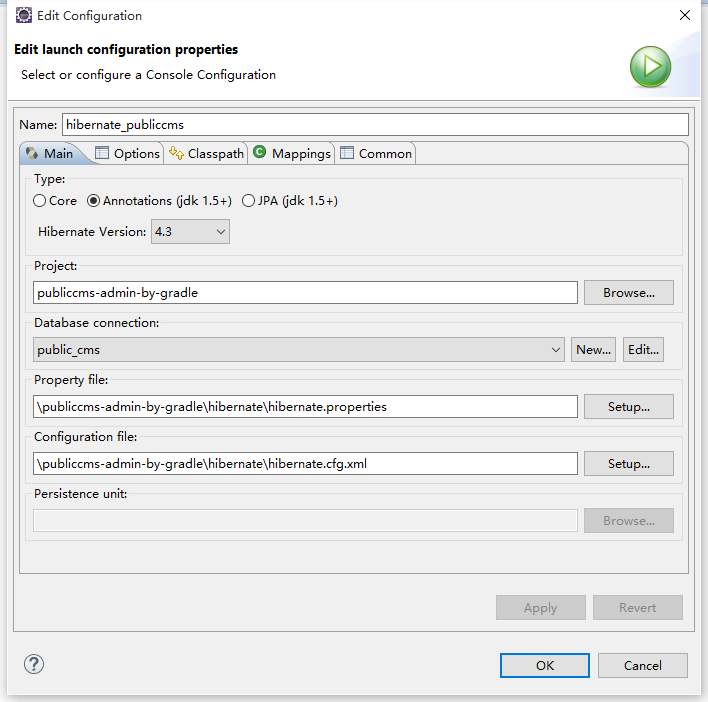 Edit Configuration
Edit launch configuration properties
Select or configure a Console Configuration
Name: hibernate_publiccms
Main Options Classpath Mappings Common
Type:
Core Annotations (jdk 1.5+) JPA (jdk 1.5+)
Hibernate Version: 4.3
Project:
publiccms-admin-by-gradle Browse...
Database connection:
public_cms New... Edit...
Property file:
\publiccms-admin-by-gradle\hibernate\hibernate.properties Setup...
Configuration file:
\publiccms-admin-by-gradle\hibernate\hibernate.cfg.xml Setup...
Persistence unit:
Browse...
Apply Revert
OK Cancel